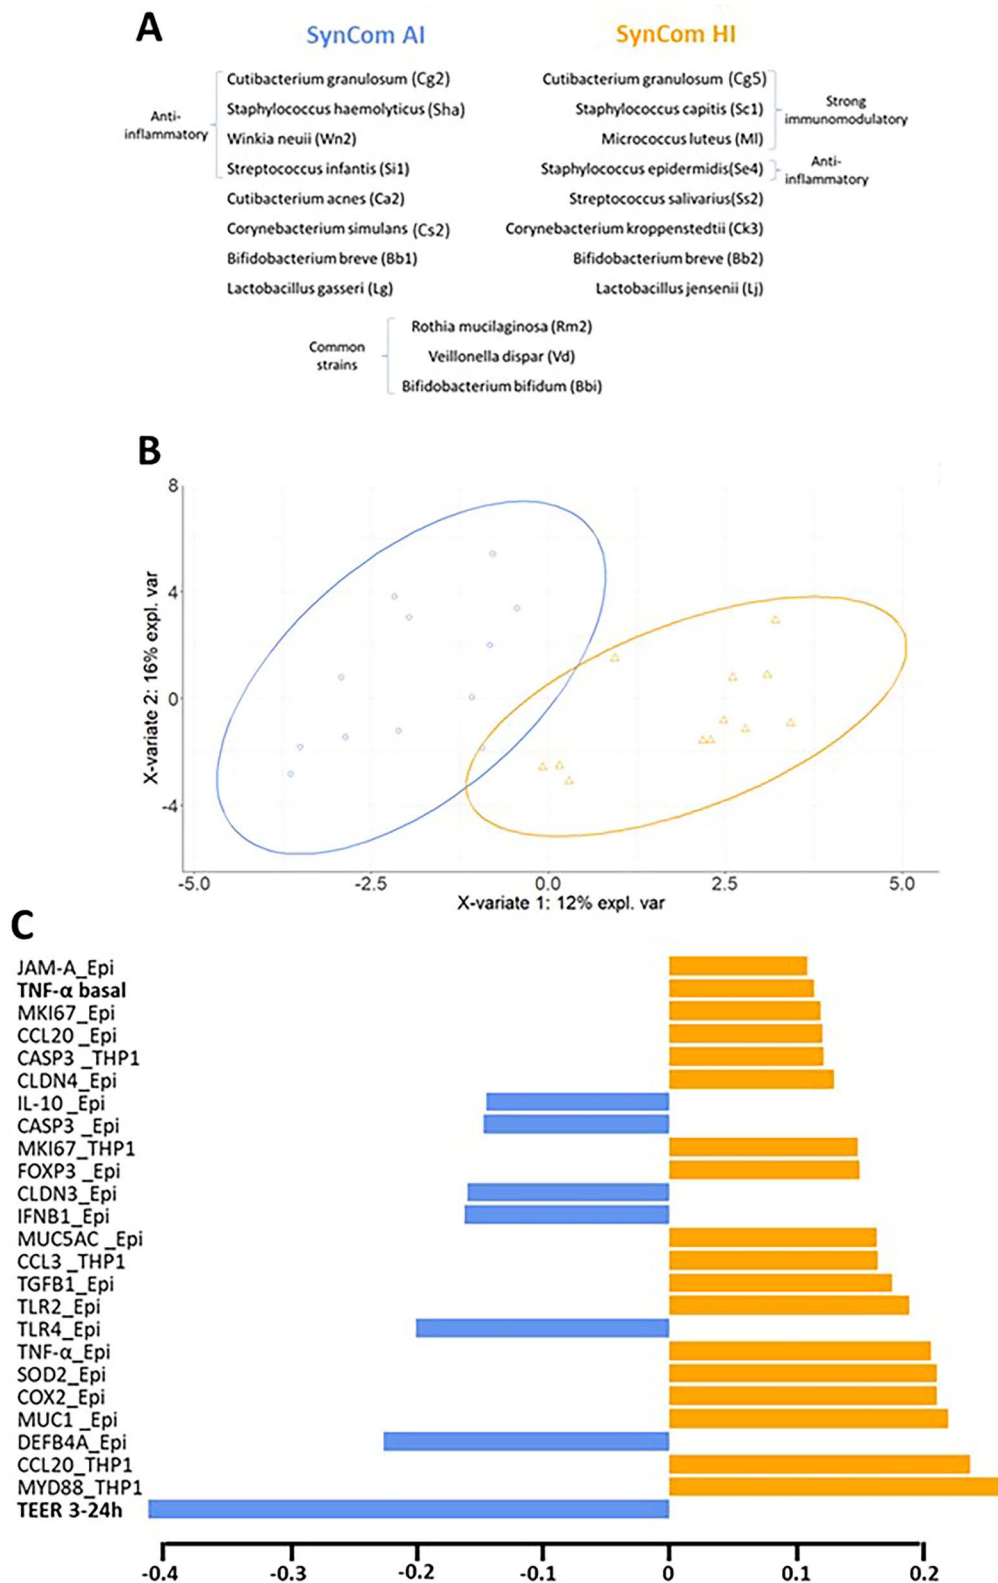 A
SynCom AI
SynCom HI
Cutibacterium granulosum (Cg2)
Staphylococcus haemolyticus (Sha)
Winkia neuii (Wn2)
Streptococcus infantis (Si1)
Cutibacterium acnes (Ca2)
Corynebacterium simulans (Cs2)
Bifidobacterium breve (Bb1)
Lactobacillus gasseri (Lg)
Anti-
inflammatory
Cutibacterium granulosum (Cg5)
Staphylococcus capitis (Sc1)
Micrococcus luteus (Ml)
Staphylococcus epidermidis(Se4)
Streptococcus salivarius(Ss2)
Corynebacterium kroppenstedtii (Ck3)
Bifidobacterium breve (Bb2)
Lactobacillus jensenii (Lj)
Strong
immunomodulatory
Anti-
inflammatory
Common
strains
Rothia mucilaginosa (Rm2)
Veillonella dispar (Vd)
Bifidobacterium bifidum (Bbi)
B
X-variate 2: 16% expl. var
8
4
0
-4
-5.0 -2.5 0.0 2.5 5.0
X-variate 1: 12% expl. var
C
JAM-A_Epi
TNF-α basal
MKI67_Epi
CCL20 _Epi
CASP3 _THP1
CLDN4_Epi
IL-10 _Epi
CASP3 _Epi
MKI67_THP1
FOXP3 _Epi
CLDN3_Epi
IFNB1_Epi
MUC5AC _Epi
CCL3 _THP1
TGFB1_Epi
TLR2_Epi
TLR4_Epi
TNF-α_Epi
SOD2_Epi
COX2_Epi
MUC1 _Epi
DEFB4A_Epi
CCL20_THP1
MYD88_THP1
TEER 3-24h
-0.4 -0.3 -0.2 -0.1 0 0.1 0.2